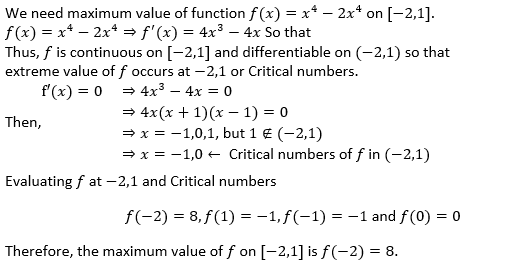 We need maximum value of function f(x) = x⁴ − 2x⁴ on [−2,1].
f(x) = x⁴ − 2x⁴ ⇒ f'(x) = 4x³ − 4x So that
Thus, f is continuous on [−2,1] and differentiable on (−2,1) so that
extreme value of f occurs at −2,1 or Critical numbers.
f'(x) = 0 ⇒ 4x³ − 4x = 0
⇒ 4x(x + 1)(x − 1) = 0
Then,
⇒ x = −1,0,1, but 1 ∉ (−2,1)
⇒ x = −1,0 ← Critical numbers of f in (−2,1)
Evaluating f at −2,1 and Critical numbers
f(−2) = 8, f(1) = −1, f(−1) = −1 and f(0) = 0
Therefore, the maximum value of f on [−2,1] is f(−2) = 8.